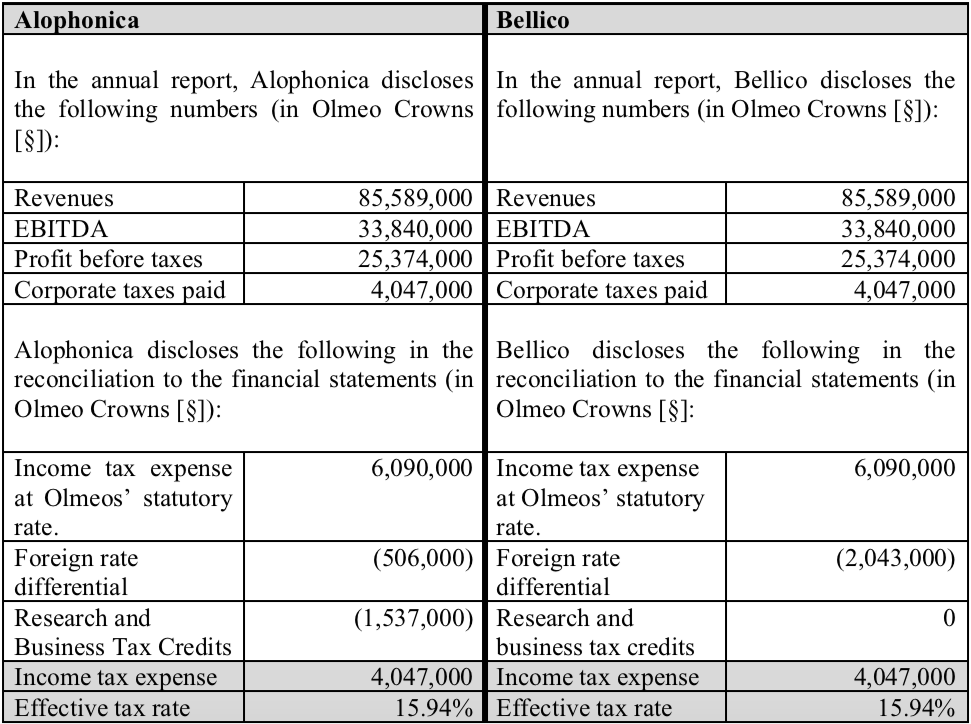 Alophonica
Bellico
In the annual report, Alophonica discloses
the following numbers (in Olmeo Crowns
[§]):
In the annual report, Bellico discloses the
following numbers (in Olmeo Crowns [§]):
Revenues 85,589,000 Revenues 85,589,000
EBITDA 33,840,000 EBITDA 33,840,000
Profit before taxes 25,374,000 Profit before taxes 25,374,000
Corporate taxes paid 4,047,000 Corporate taxes paid 4,047,000
Alophonica discloses the following in the
reconciliation to the financial statements (in
Olmeo Crowns [§]):
Bellico discloses the following in the
reconciliation to the financial statements (in
Olmeo Crowns [§]:
Income tax expense 6,090,000
at Olmeos’ statutory
rate.
Income tax expense 6,090,000
at Olmeos’ statutory
rate.
Foreign rate (506,000)
differential
Foreign rate (2,043,000)
differential
Research and (1,537,000)
Business Tax Credits
Research and 0
business tax credits
Income tax expense 4,047,000 Income tax expense 4,047,000
Effective tax rate 15.94% Effective tax rate 15.94%